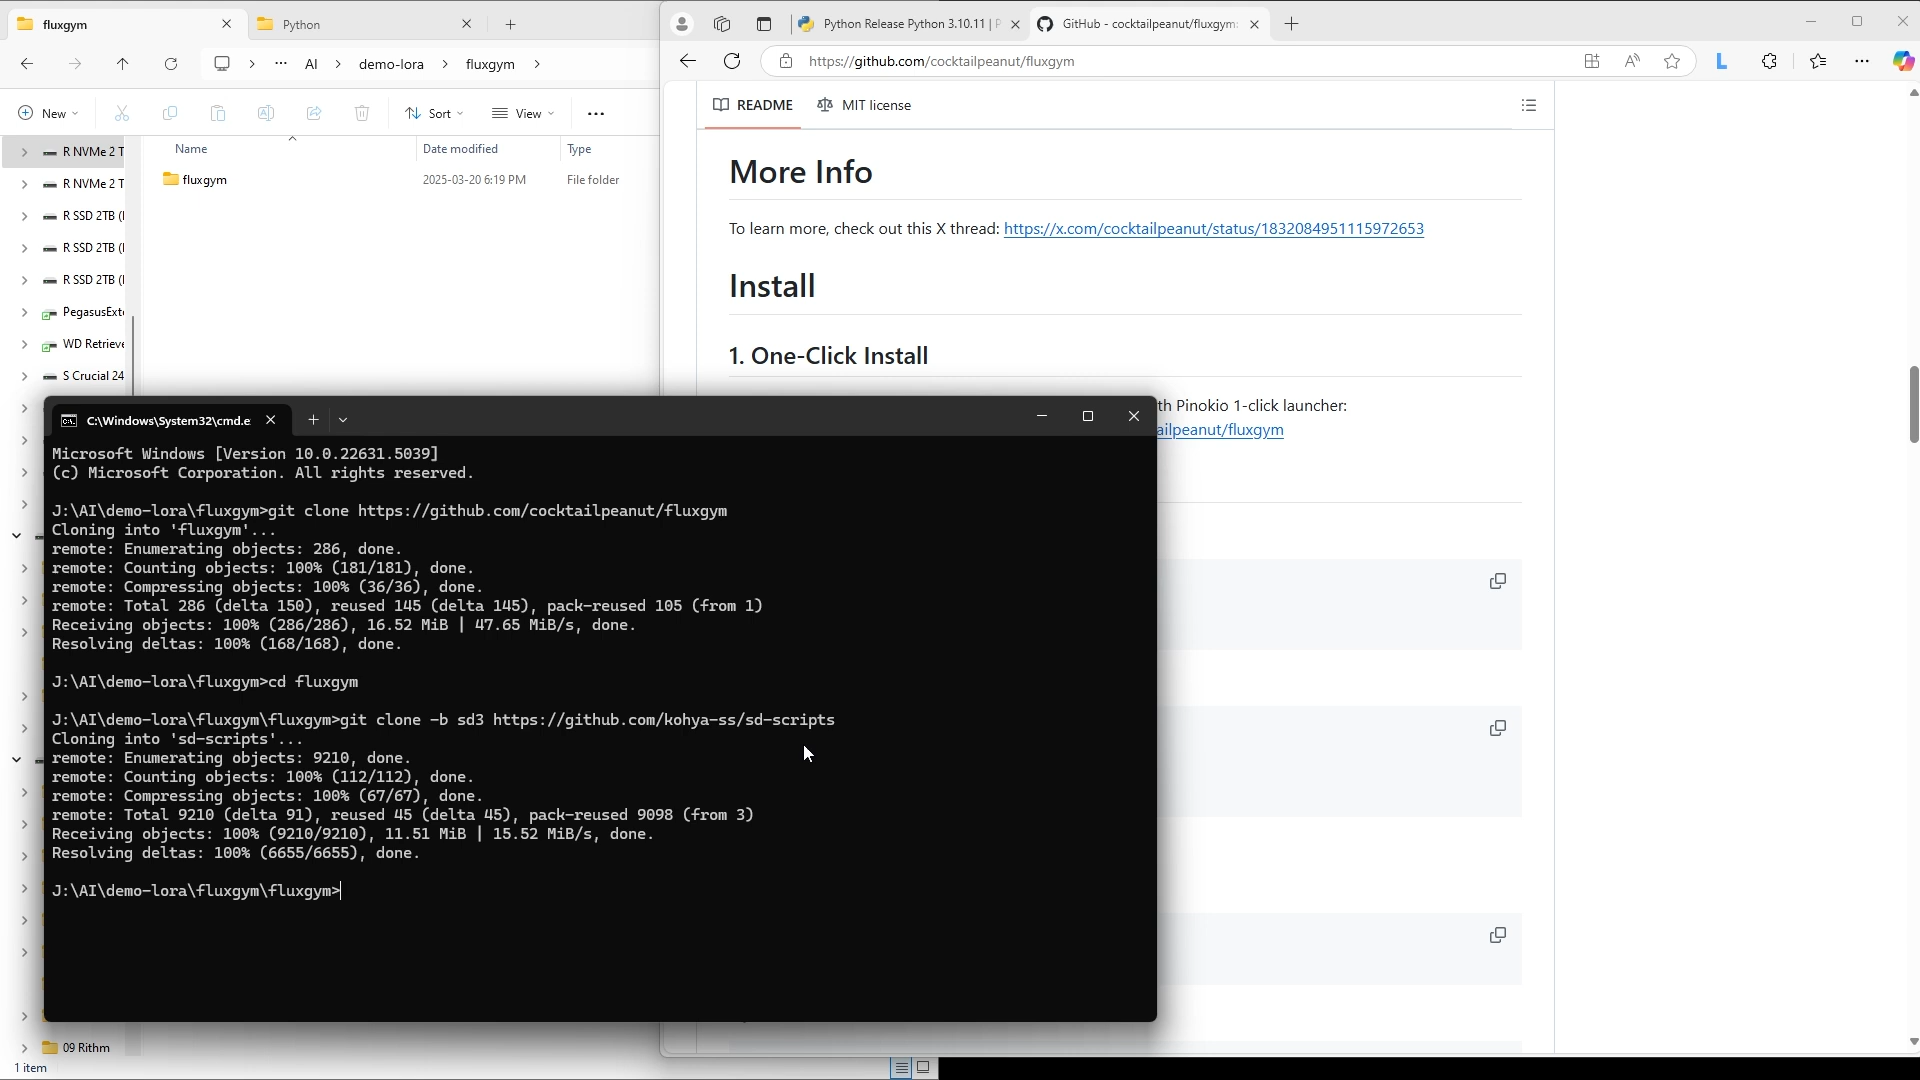 fluxgym
Python
AI
demo-lora
fluxgym
New
Sort
View
Name
Date modified
Type
R NVMe 2 T
R NVMe 2 T
R SSD 2TB (
R SSD 2TB (
R SSD 2TB (
PegasusExt
WD Retrieve
S Crucial 24
fluxgym
2025-03-20 6:19 PM
File folder
09 Rithm
1 item
Python Release Python 3.10.11 | P
GitHub - cocktailpeanut/fluxgym:
https://github.com/cocktailpeanut/fluxgym
README
MIT license
More Info
To learn more, check out this X thread: https://x.com/cocktailpeanut/status/1832084951115972653
Install
1. One-Click Install
th Pinokio 1-click launcher:
ailpeanut/fluxgym
C:\Windows\System32\cmd.e
Microsoft Windows [Version 10.0.22631.5039]
(c) Microsoft Corporation. All rights reserved.
J:\AI\demo-lora\fluxgym>git clone https://github.com/cocktailpeanut/fluxgym
Cloning into 'fluxgym'...
remote: Enumerating objects: 286, done.
remote: Counting objects: 100% (181/181), done.
remote: Compressing objects: 100% (36/36), done.
remote: Total 286 (delta 150), reused 145 (delta 145), pack-reused 105 (from 1)
Receiving objects: 100% (286/286), 16.52 MiB | 47.65 MiB/s, done.
Resolving deltas: 100% (168/168), done.
J:\AI\demo-lora\fluxgym>cd fluxgym
J:\AI\demo-lora\fluxgym\fluxgym>git clone -b sd3 https://github.com/kohya-ss/sd-scripts
Cloning into 'sd-scripts'...
remote: Enumerating objects: 9210, done.
remote: Counting objects: 100% (112/112), done.
remote: Compressing objects: 100% (67/67), done.
remote: Total 9210 (delta 91), reused 45 (delta 45), pack-reused 9098 (from 3)
Receiving objects: 100% (9210/9210), 11.51 MiB | 15.52 MiB/s, done.
Resolving deltas: 100% (6655/6655), done.
J:\AI\demo-lora\fluxgym\fluxgym>